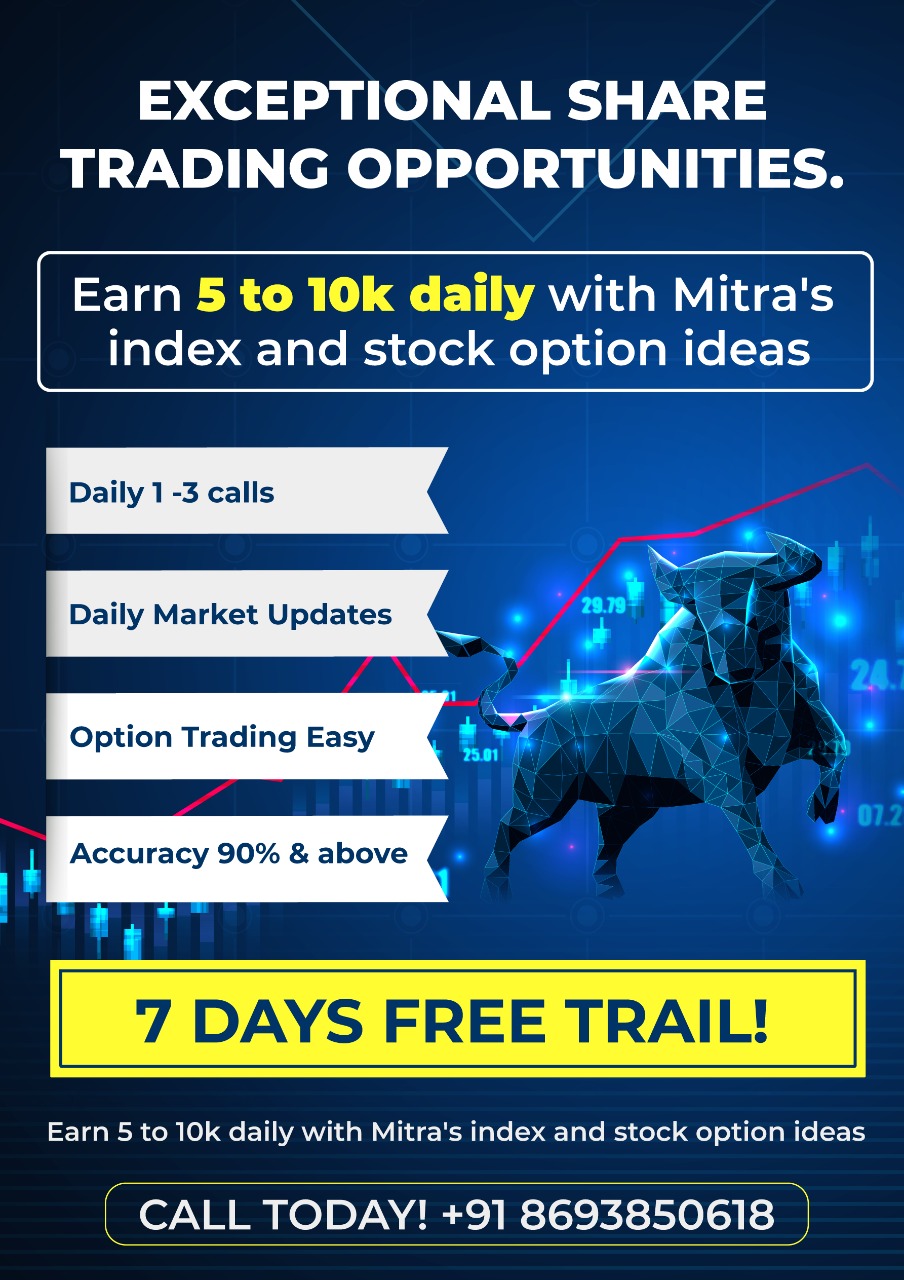 EXCEPTIONAL SHARE
TRADING OPPORTUNITIES.
Earn 5 to 10k daily with Mitra's
index and stock option ideas
Daily 1 -3 calls
Daily Market Updates
Option Trading Easy
Accuracy 90% & above
29.79
24.7
25.01
07.2
7 DAYS FREE TRAIL!
Earn 5 to 10k daily with Mitra's index and stock option ideas
CALL TODAY! +91 8693850618